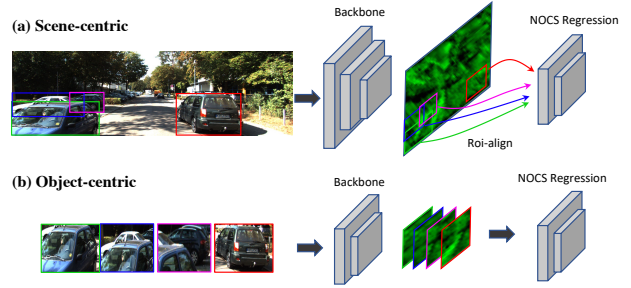 (a) Scene-centric
Backbone
NOCS Regression
Roi-align
(b) Object-centric
Backbone
NOCS Regression